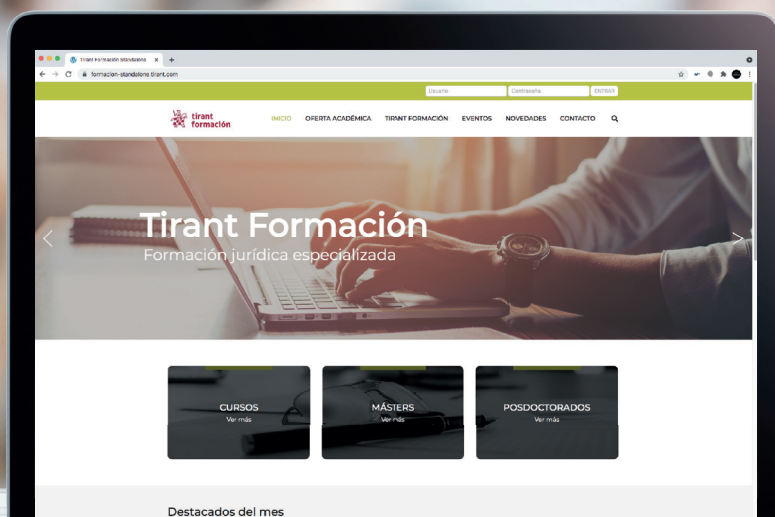 Tirant Formación Standalone
formacion-standalone.tirant.com
Usuario Contraseña ENTRAR
tirant
formación
INICIO OFERTA ACADÉMICA TIRANT FORMACIÓN EVENTOS NOVEDADES CONTACTO
Tirant Formación
Formación jurídica especializada
CURSOS
Ver más
MÁSTERS
Ver más
POSDOCTORADOS
Ver más
Destacados del mes